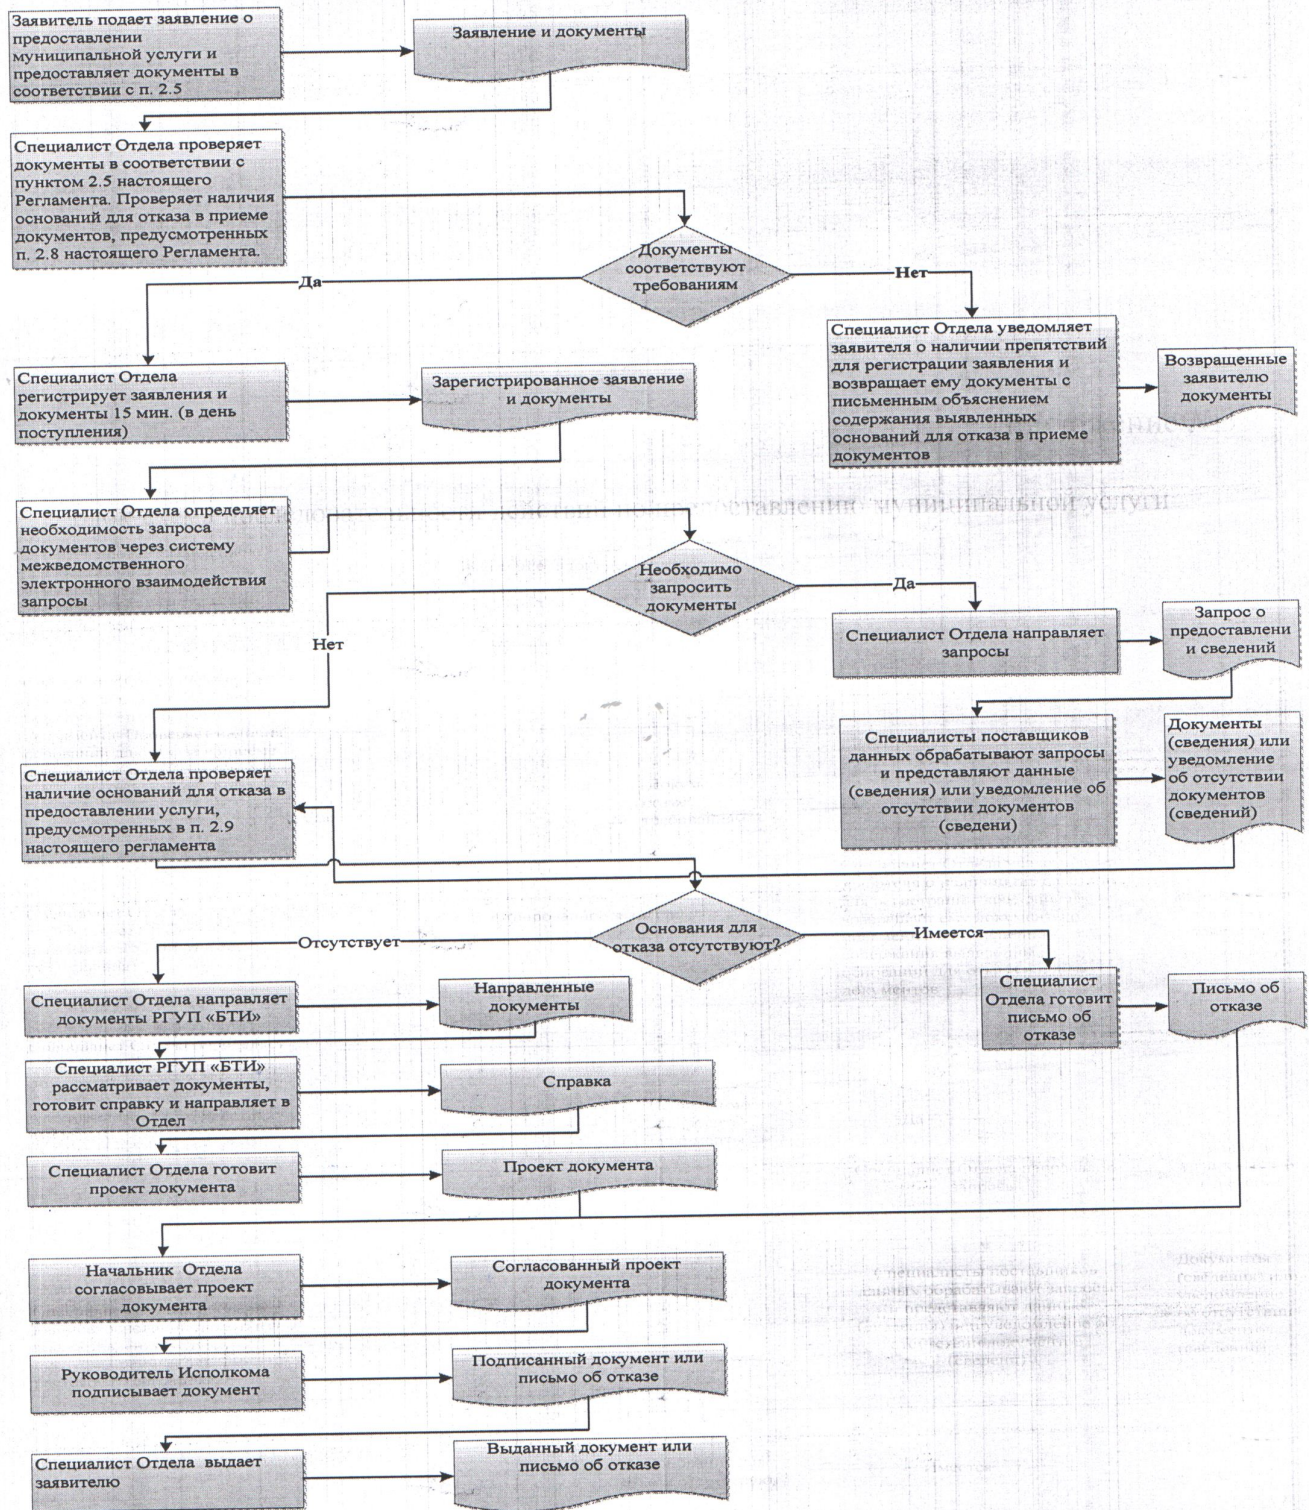 Заявитель подает заявление о
предоставлении
муниципальной услуги и
предоставляет документы в
соответствии с п. 2.5
Заявление и документы
Специалист Отдела проверяет
документы в соответствии с
пунктом 2.5 настоящего
Регламента. Проверяет наличия
оснований для отказа в приеме
документов, предусмотренных
п. 2.8 настоящего Регламента.
Документы
соответствуют
требованиям
Да
Нет
Специалист Отдела
регистрирует заявления и
документы 15 мин. (в день
поступления)
Зарегистрированное заявление
и документы
Специалист Отдела уведомляет
заявителя о наличии препятствий
для регистрации заявления и
возвращает ему документы с
письменным объяснением
содержания выявленных
оснований для отказа в приеме
документов
Возвращенные
заявителю
документы
Специалист Отдела определяет
необходимость запроса
документов через систему
межведомственного
электронного взаимодействия
запросы
муниципальной услуги
Необходимо
запросить
документы
Да
Нет
Специалист Отдела направляет
запросы
Запрос о
предоставлени
и сведений
Специалисты поставщиков
данных обрабатывают запросы
и представляют данные
(сведения) или уведомление об
отсутствии документов
(сведени)
Документы
(сведения) или
уведомление
об отсутствии
документов
(сведений)
Специалист Отдела проверяет
наличие оснований для отказа в
предоставлении услуги,
предусмотренных в п. 2.9
настоящего регламента
Основания для
отказа отсутствуют?
Отсутствует
Имеется
Специалист Отдела направляет
документы РГУП «БТИ»
Направленные
документы
Специалист
Отдела готовит
письмо об
отказе
Письмо об
отказе
Специалист РГУП «БТИ»
рассматривает документы,
готовит справку и направляет в
Отдел
Справка
Специалист Отдела готовит
проект документа
Проект документа
Начальник Отдела
согласовывает проект
документа
Согласованный проект
документа
Руководитель Исполкома
подписывает документ
Подписанный документ или
письмо об отказе
Специалист Отдела выдает
заявителю
Выданный документ или
письмо об отказе